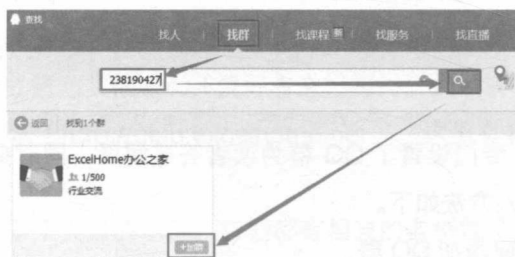 查找
找人 找群 找课程 找服务 找直播
238190427
返回 找到1个群
ExcelHome办公之家
1/500
行业交流
+加群